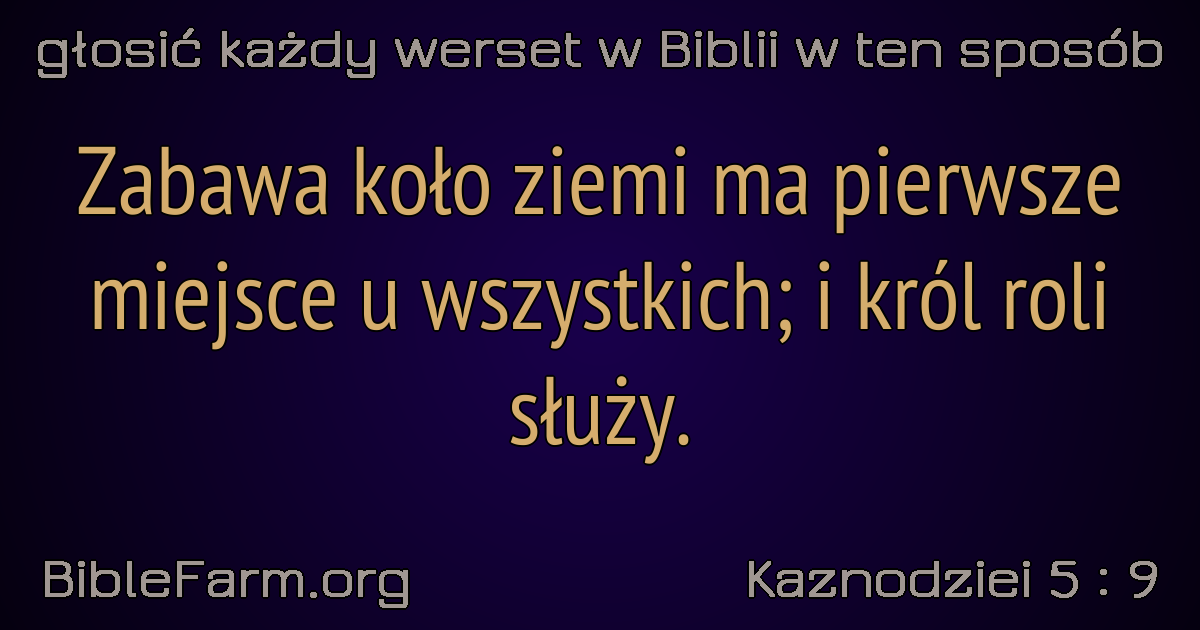 głosić każdy werset w Biblii w ten sposób
Zabawa koło ziemi ma pierwsze
miejsce u wszystkich; i król roli
służy.
BibleFarm.org
Kaznodziei 5 : 9